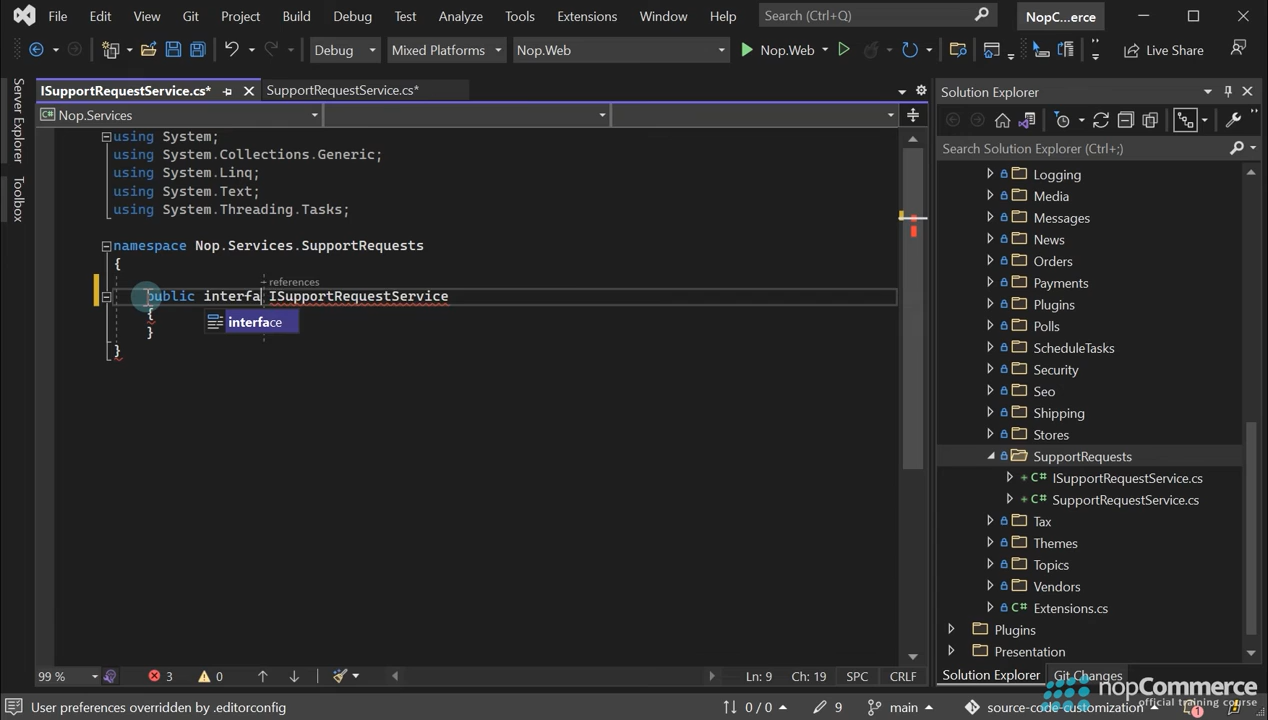 File Edit View Git Project Build Debug Test Analyze Tools Extensions Window Help Search (Ctrl+Q) NopC...erce
Debug Mixed Platforms Nop.Web Nop.Web Live Share
Server Explorer
Toolbox
ISupportRequestService.cs* SupportRequestService.cs*
Nop.Services
using System;
using System.Collections.Generic;
using System.Linq;
using System.Text;
using System.Threading.Tasks;
namespace Nop.Services.SupportRequests
{
references
public interfa ISupportRequestService
{
interface
}
}
99 % 3 0 Ln: 9 Ch: 19 SPC CRLF
Solution Explorer
Search Solution Explorer (Ctrl+;)
Logging
Media
Messages
News
Orders
Payments
Plugins
Polls
ScheduleTasks
Security
Seo
Shipping
Stores
SupportRequests
ISupportRequestService.cs
SupportRequestService.cs
Tax
Themes
Topics
Vendors
Extensions.cs
Plugins
Presentation
Solution Explorer Git Changes
nopCommerce
official training course
User preferences overridden by .editorconfig 0 / 0 9 main source-code-customization 1